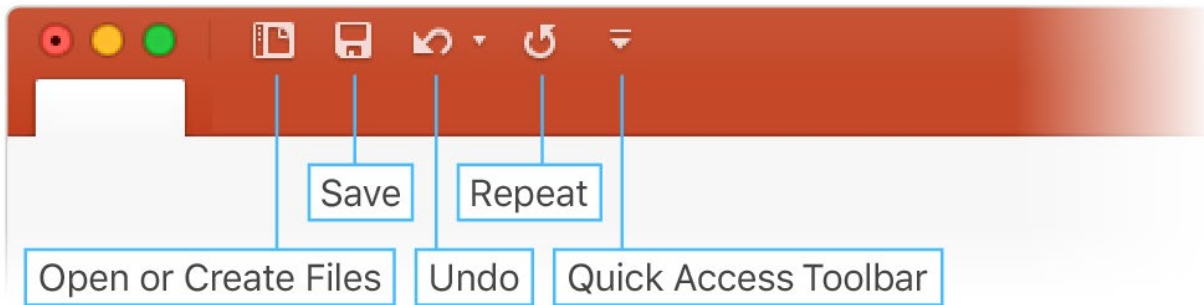 Save
Repeat
Open or Create Files
Undo
Quick Access Toolbar